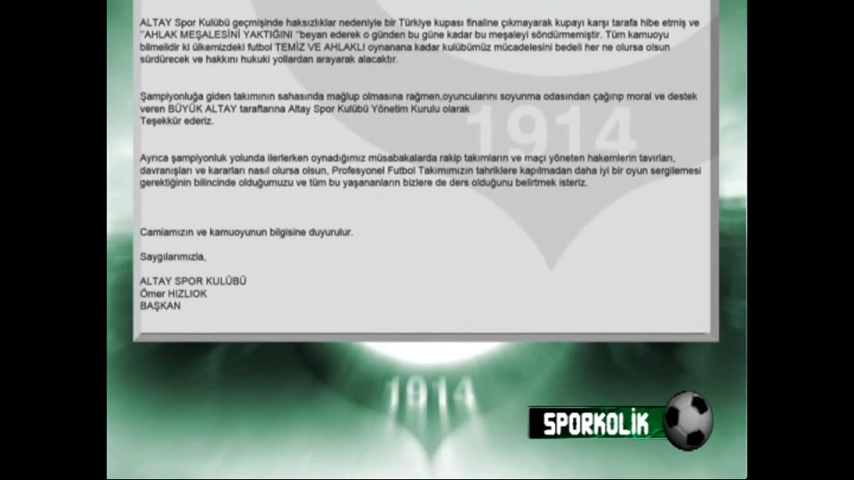 ALTAY Spor Kulübü geçmişinde haksızlıklar nedeniyle bir Türkiye kupası finaline çıkmayarak kupayı karşı tarafa hibe etmiş ve
"AHLAK MEŞALESİNİ YAKTIĞINI "beyan ederek o günden bu güne kadar bu meşaleyi söndürmemiştir. Tüm kamuoyu
bilmelidir ki ülkemizdeki futbol TEMİZ VE AHLAKLI oynanana kadar kulübümüz mücadelesini bedeli her ne olursa olsun
sürdürecek ve hakkını hukuki yollardan arayarak alacaktır.
Şampiyonluğa giden takımının sahasında mağlup olmasına rağmen,oyuncularını soyunma odasından çağırıp moral ve destek
veren BÜYÜK ALTAY taraftarına Altay Spor Kulübü Yönetim Kurulu olarak
Teşekkür ederiz.
1914
Ayrıca şampiyonluk yolunda ilerlerken oynadığımız müsabakalarda rakip takımların ve maçı yöneten hakemlerin tavırları,
davranışları ve kararları nasıl olursa olsun, Profesyonel Futbol Takımımızın tahriklere kapılmadan daha iyi bir oyun sergilemesi
gerektiğinin bilincinde olduğumuzu ve tüm bu yaşananların bizlere de ders olduğunu belirtmek isteriz.
Camiamızın ve kamuoyunun bilgisine duyurulur.
Saygılarımızla,
ALTAY SPOR KULÜBÜ
Ömer HIZLIOK
BAŞKAN
1914
SPORKOLİK